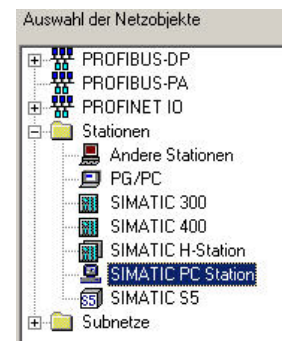 Auswahl der Netzobjekte
PROFIBUS-DP
PROFIBUS-PA
PROFINET IO
Stationen
Andere Stationen
PG/PC
SIMATIC 300
SIMATIC 400
SIMATIC H-Station
SIMATIC PC Station
S5 SIMATIC S5
Subnetze